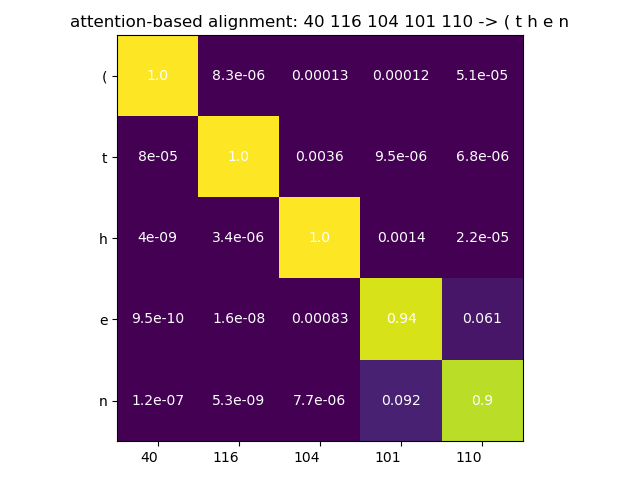 attention-based alignment: 40 116 104 101 110 -> ( t h e n
( 1.0 8.3e-06 0.00013 0.00012 5.1e-05
t 8e-05 1.0 0.0036 9.5e-06 6.8e-06
h 4e-09 3.4e-06 1.0 0.0014 2.2e-05
e 9.5e-10 1.6e-08 0.00083 0.94 0.061
n 1.2e-07 5.3e-09 7.7e-06 0.092 0.9
40 116 104 101 110